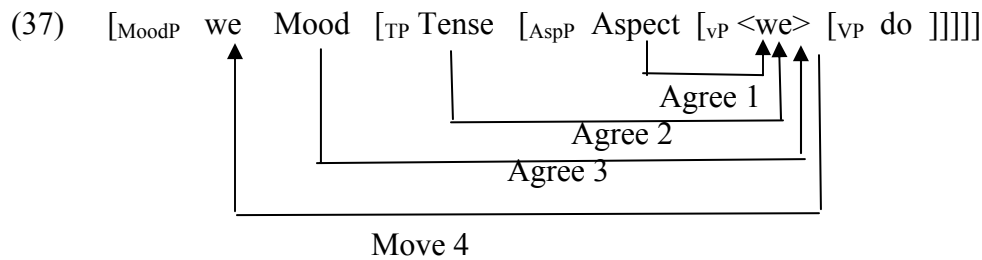 (37) [MoodP we Mood [TP Tense [AspP Aspect [vP <we> [VP do ]]]]]
Agree 1
Agree 2
Agree 3
Move 4